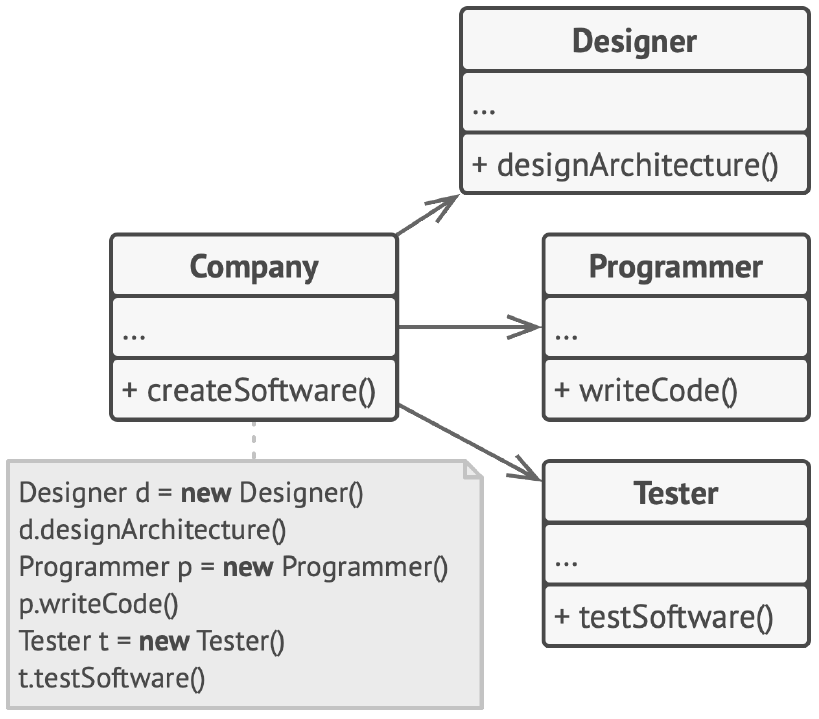 Designer
...
+ designArchitecture()
Company
...
+ createSoftware()
Programmer
...
+ writeCode()
Tester
...
+ testSoftware()
Designer d = new Designer()
d.designArchitecture()
Programmer p = new Programmer()
p.writeCode()
Tester t = new Tester()
t.testSoftware()